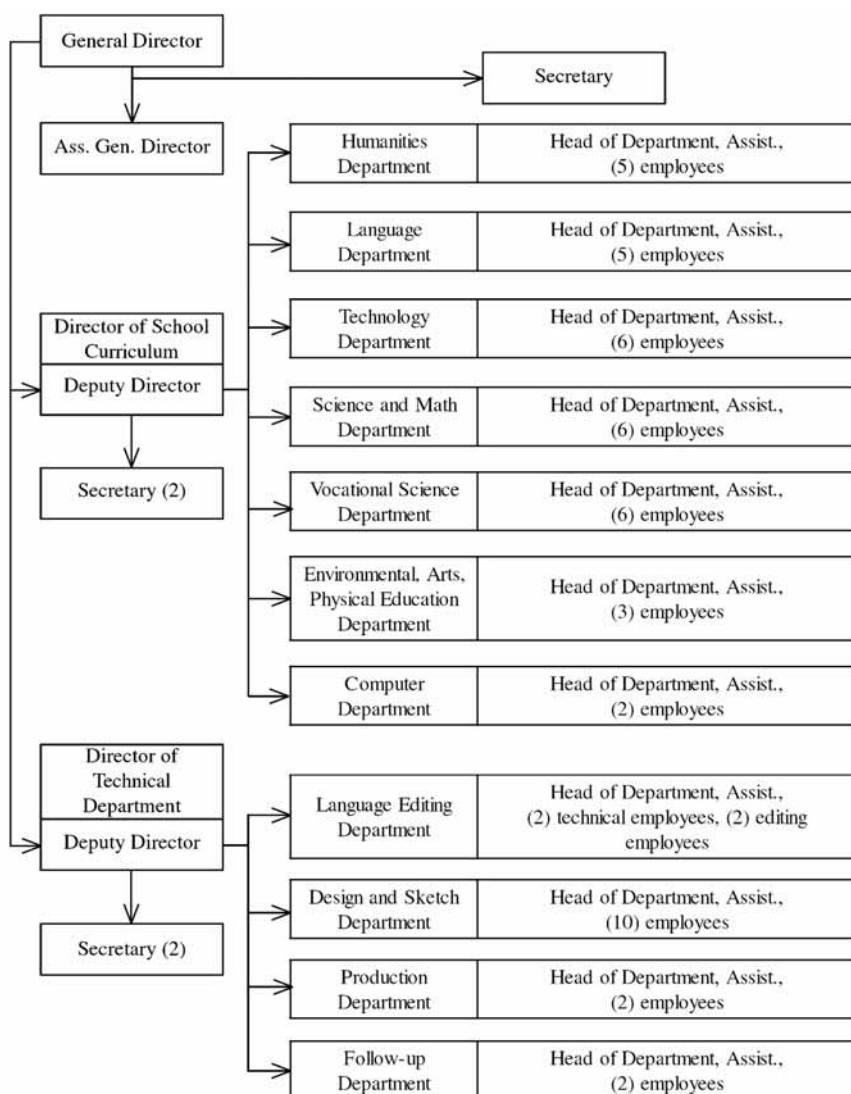 General Director
Secretary
Ass. Gen. Director
Humanities
Department
Head of Department, Assist.,
(5) employees
Language
Department
Head of Department, Assist.,
(5) employees
Technology
Department
Head of Department, Assist.,
(6) employees
Director of School
Curriculum
Deputy Director
Secretary (2)
Science and Math
Department
Head of Department, Assist.,
(6) employees
Vocational Science
Department
Head of Department, Assist.,
(6) employees
Environmental, Arts,
Physical Education
Department
Head of Department, Assist.,
(3) employees
Computer
Department
Head of Department, Assist.,
(2) employees
Director of
Technical
Department
Deputy Director
Secretary (2)
Language Editing
Department
Head of Department, Assist.,
(2) technical employees, (2) editing
employees
Design and Sketch
Department
Head of Department, Assist.,
(10) employees
Production
Department
Head of Department, Assist.,
(2) employees
Follow-up
Department
Head of Department, Assist.,
(2) employees